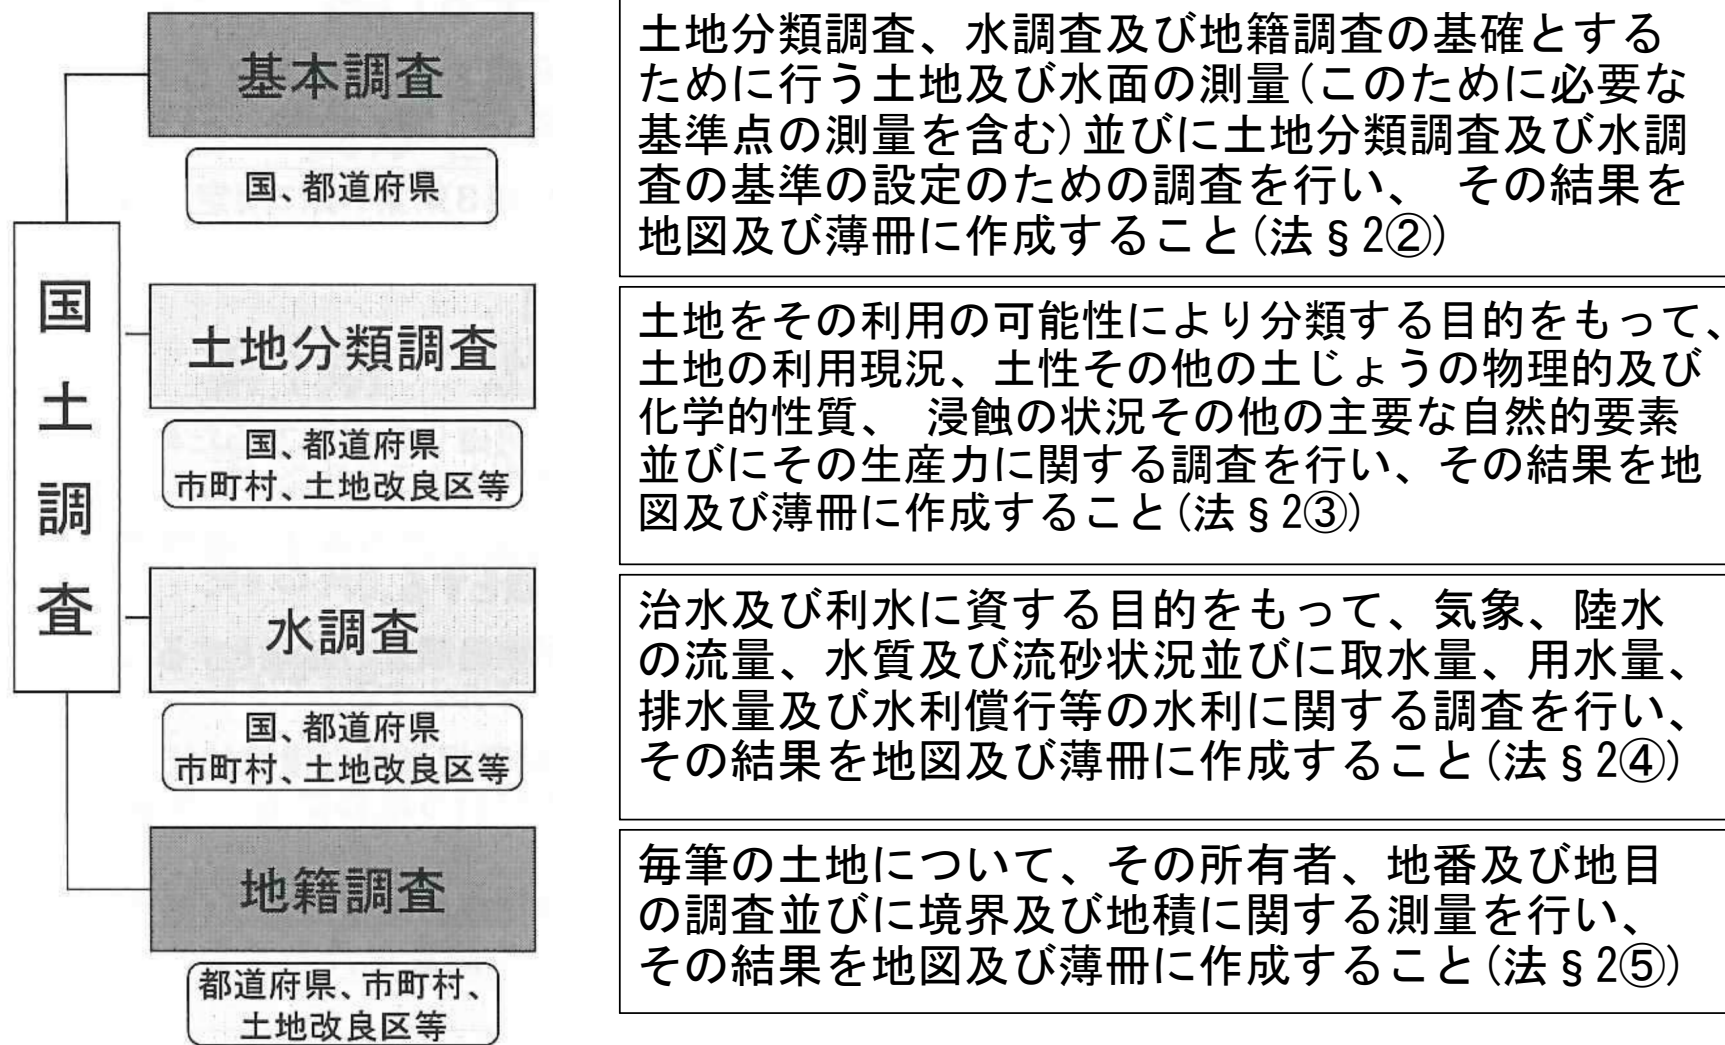 国土調査
基本調査
国、都道府県
土地分類調査、水調査及び地籍調査の基確とする
ために行う土地及び水面の測量(このために必要な
基準点の測量を含む)並びに土地分類調査及び水調
査の基準の設定のための調査を行い、 その結果を
地図及び薄冊に作成すること(法§2②)
土地分類調査
国、都道府県
市町村、土地改良区等
土地をその利用の可能性により分類する目的をもって、
土地の利用現況、土性その他の土じょうの物理的及び
化学的性質、 浸蝕の状況その他の主要な自然的要素
並びにその生産力に関する調査を行い、その結果を地
図及び薄冊に作成すること(法§2③)
水調査
国、都道府県
市町村、土地改良区等
治水及び利水に資する目的をもって、気象、陸水
の流量、水質及び流砂状況並びに取水量、用水量、
排水量及び水利償行等の水利に関する調査を行い、
その結果を地図及び薄冊に作成すること(法§2④)
地籍調査
都道府県、市町村、
土地改良区等
毎筆の土地について、その所有者、地番及び地目
の調査並びに境界及び地積に関する測量を行い、
その結果を地図及び薄冊に作成すること(法§2⑤)